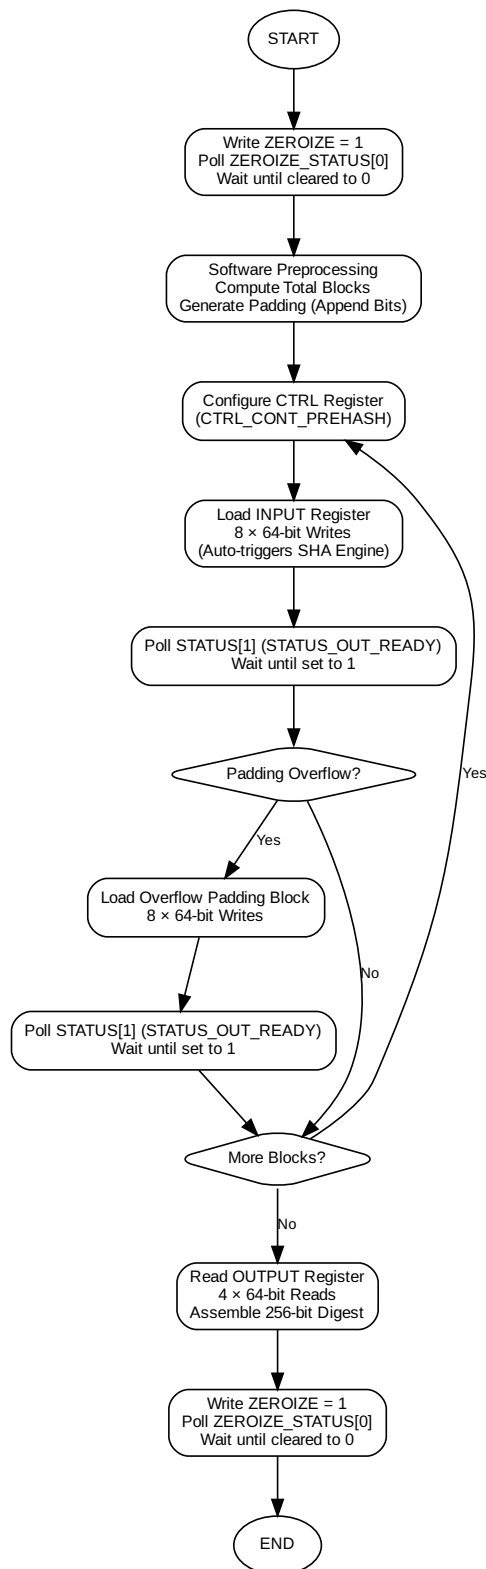 START
Write ZEROIZE = 1
Poll ZEROIZE_STATUS[0]
Wait until cleared to 0
Software Preprocessing
Compute Total Blocks
Generate Padding (Append Bits)
Configure CTRL Register
(CTRL_CONT_PREHASH)
Load INPUT Register
8 × 64-bit Writes
(Auto-triggers SHA Engine)
Poll STATUS[1] (STATUS_OUT_READY)
Wait until set to 1
Padding Overflow?
Yes
Yes
Load Overflow Padding Block
8 × 64-bit Writes
No
Poll STATUS[1] (STATUS_OUT_READY)
Wait until set to 1
More Blocks?
No
Read OUTPUT Register
4 × 64-bit Reads
Assemble 256-bit Digest
Write ZEROIZE = 1
Poll ZEROIZE_STATUS[0]
Wait until cleared to 0
END